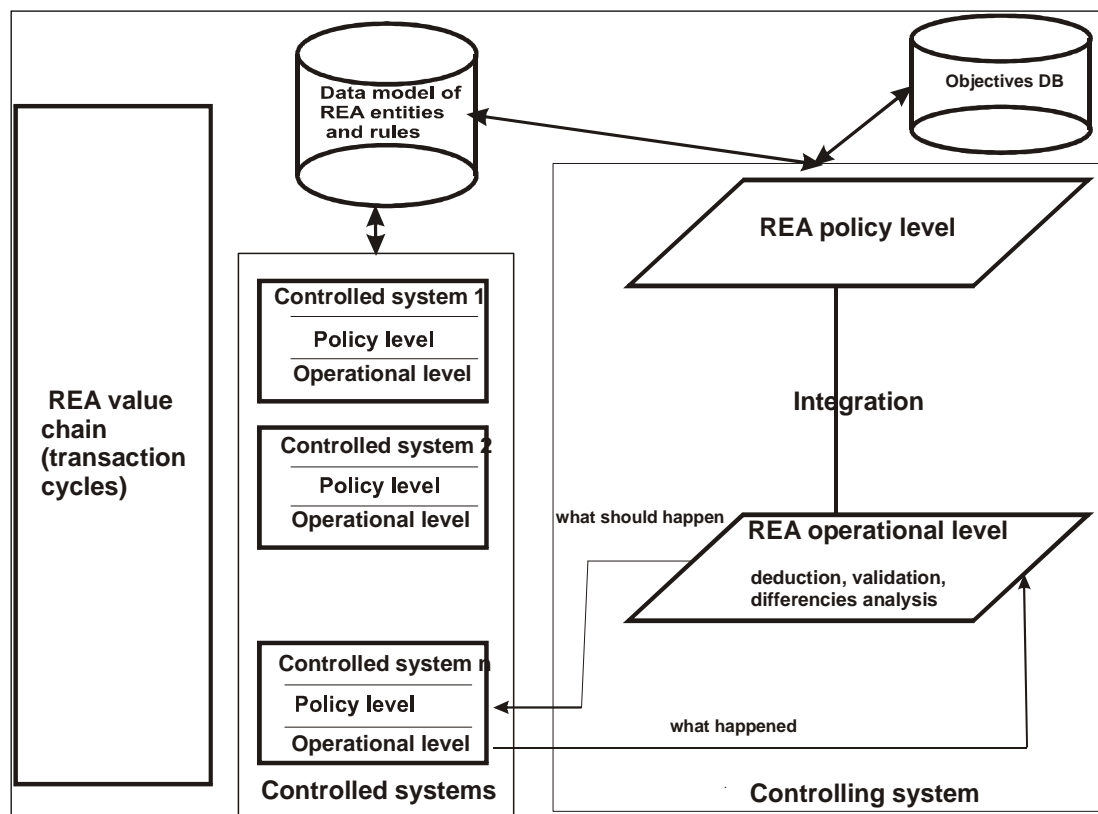 Data model of
REA entities
and rules
Objectives DB
REA value
chain
(transaction
cycles)
Controlled system 1
Policy level
Operational level
Controlled system 2
Policy level
Operational level
Controlled system n
Policy level
Operational level
Controlled systems
REA policy level
Integration
what should happen
REA operational level
deduction, validation,
differencies analysis
what happened
Controlling system